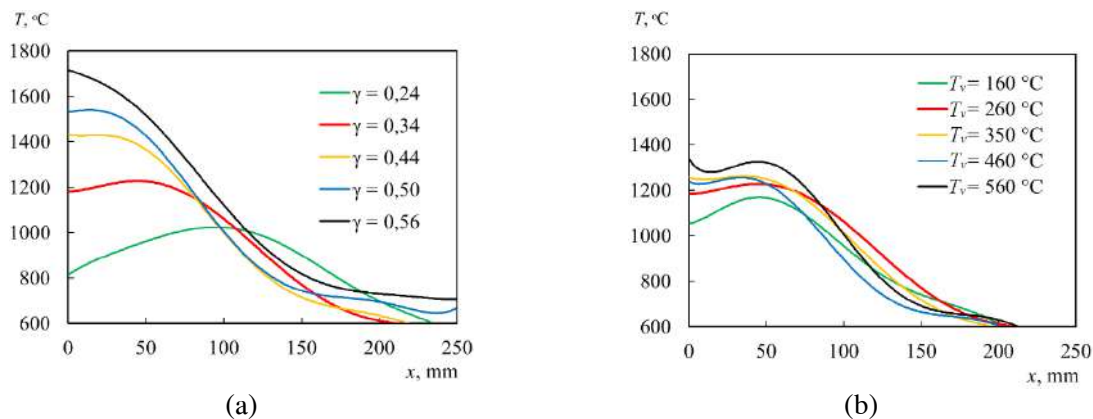 T, °C
1800
1600
1400
1200
1000
800
600
0 50 100 150 200 250
x, mm
γ = 0,24
γ = 0,34
γ = 0,44
γ = 0,50
γ = 0,56
(a)
T, °C
1800
1600
1400
1200
1000
800
600
0 50 100 150 200 250
x, mm
Tv= 160 °C
Tv= 260 °C
Tv= 350 °C
Tv= 460 °C
Tv= 560 °C
(b)